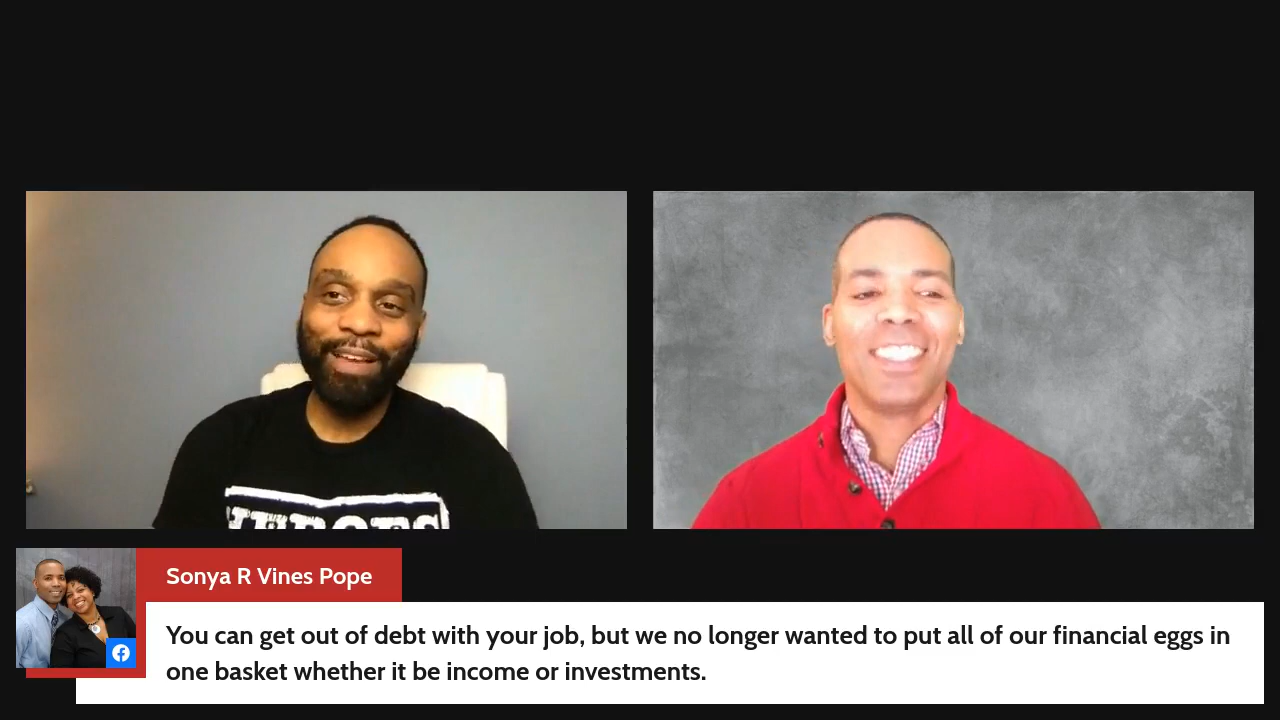 HEROES
Sonya R Vines Pope
You can get out of debt with your job, but we no longer wanted to put all of our financial eggs in
one basket whether it be income or investments.